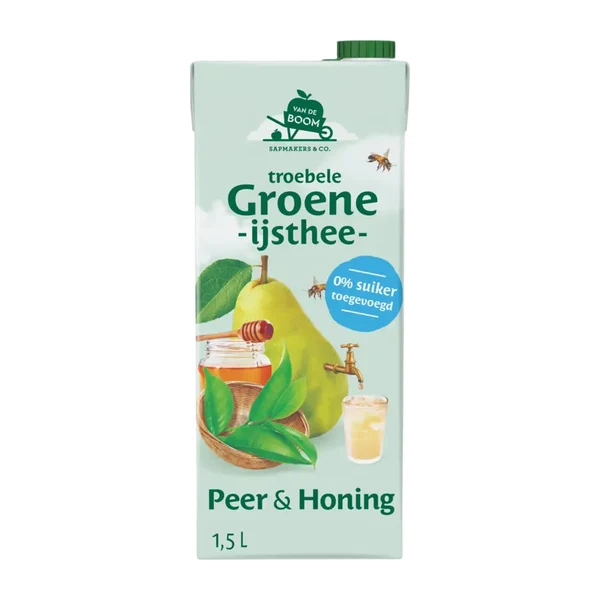 VAN DE
BOOM
SAPMAKERS & CO.
troebele
Groene
-ijsthee-
0% suiker
toegevoegd
Peer & Honing
1,5 L